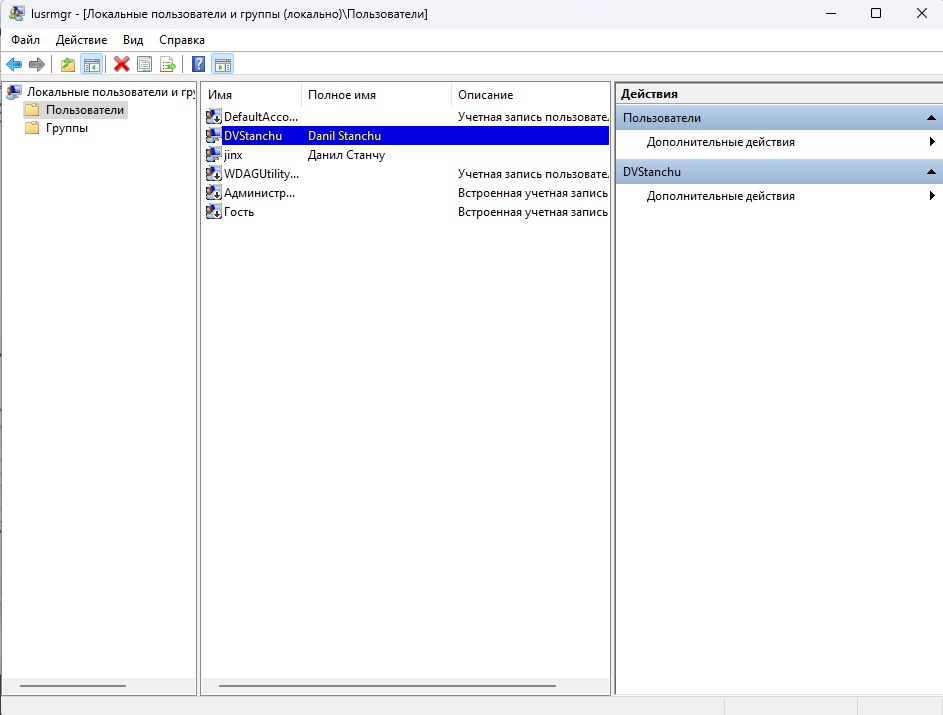 lusrmgr - [Локальные пользователи и группы (локально)\Пользователи]
Файл Действие Вид Справка
Локальные пользователи и гру
Пользователи
Группы
Имя Полное имя Описание
DefaultAcco... Учетная запись пользовате
DVStanchu Danil Stanchu
jinx Данил Станчу
WDAGUtility... Учетная запись пользовате
Администр... Встроенная учетная запись
Гость Встроенная учетная запись
Действия
Пользователи
Дополнительные действия
DVStanchu
Дополнительные действия